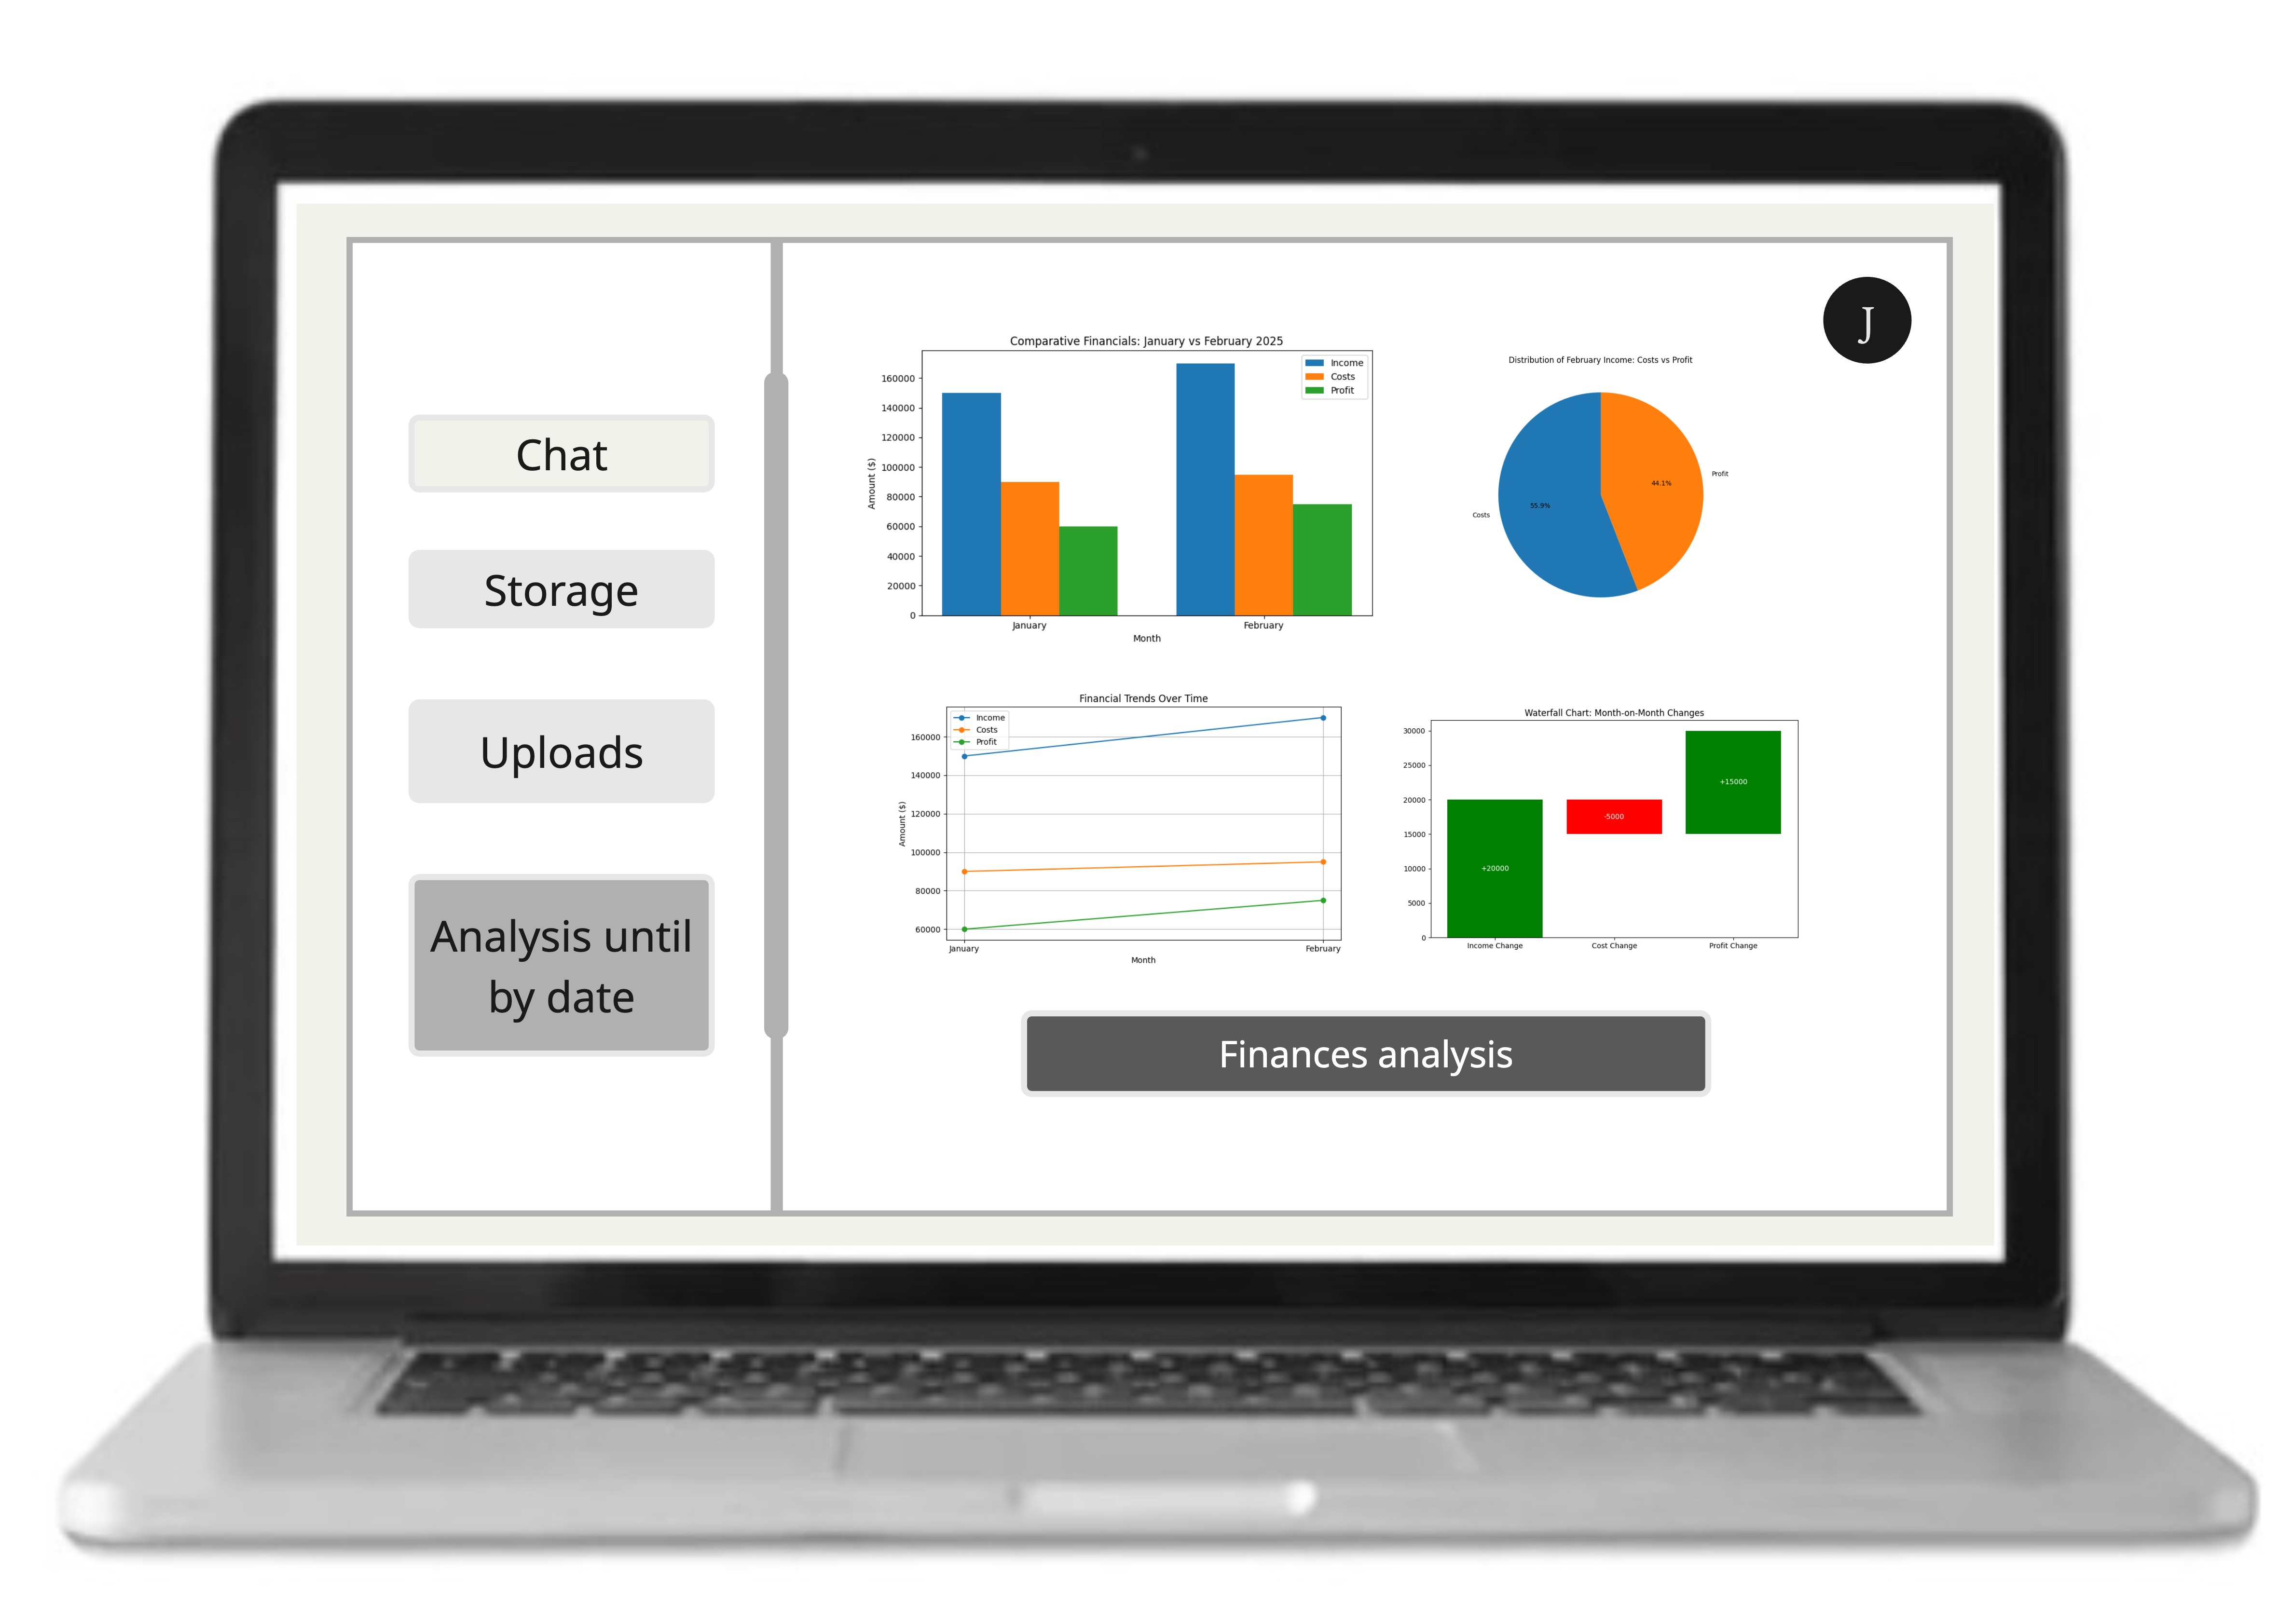 J
Chat
Storage
Uploads
Analysis until
by date
Comparative Financials: January vs February 2025
Income
Costs
Profit
160000
140000
120000
100000
80000
60000
40000
20000
0
Amount ($)
January
February
Month
Distribution of February Income: Costs vs Profit
Profit
44.1%
55.9%
Costs
Financial Trends Over Time
Income
Costs
Profit
160000
140000
120000
100000
80000
60000
Amount ($)
January
February
Month
Waterfall Chart: Month-on-Month Changes
30000
25000
20000
15000
10000
5000
0
+20000
-5000
+15000
Income Change
Cost Change
Profit Change
Finances analysis